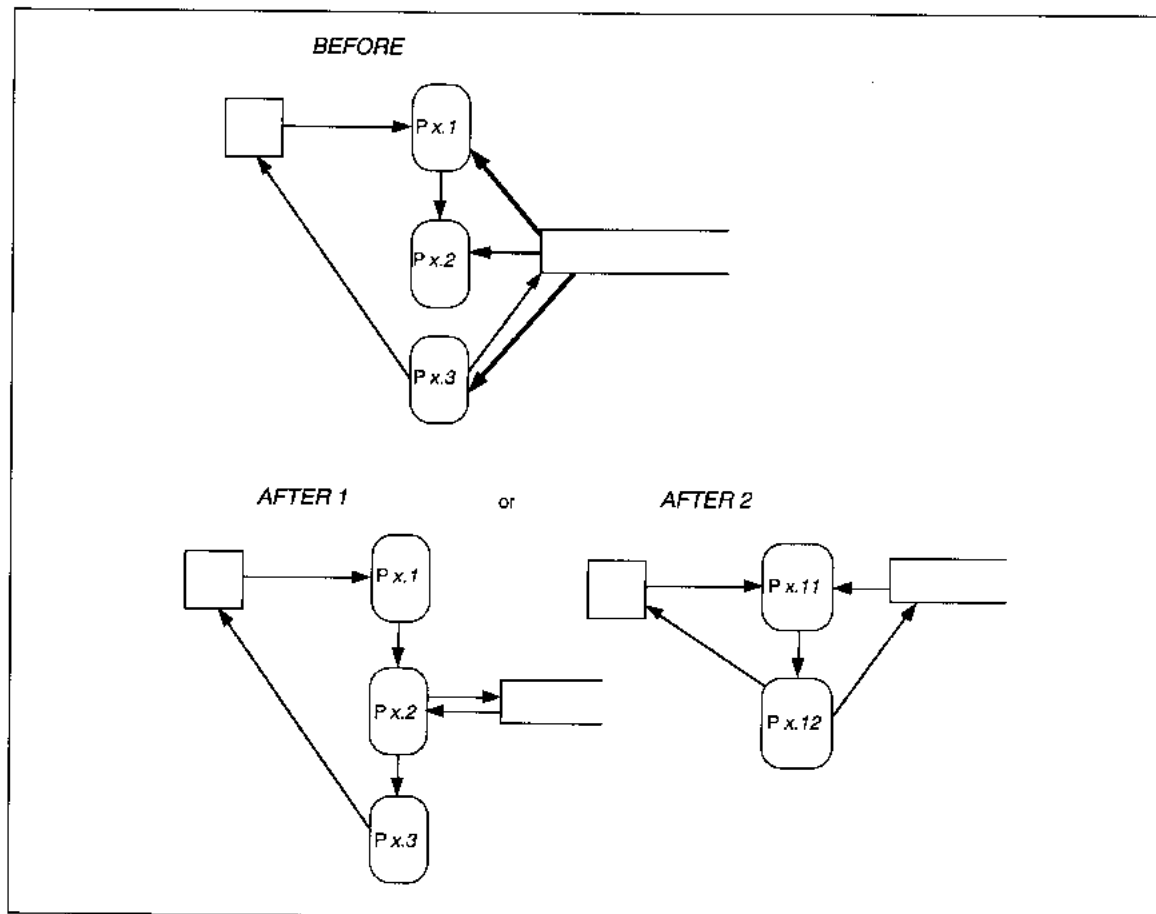 BEFORE
P x.1
P x.2
P x.3
AFTER 1 or AFTER 2
P x.1
P x.11
P x.2
P x.12
P x.3